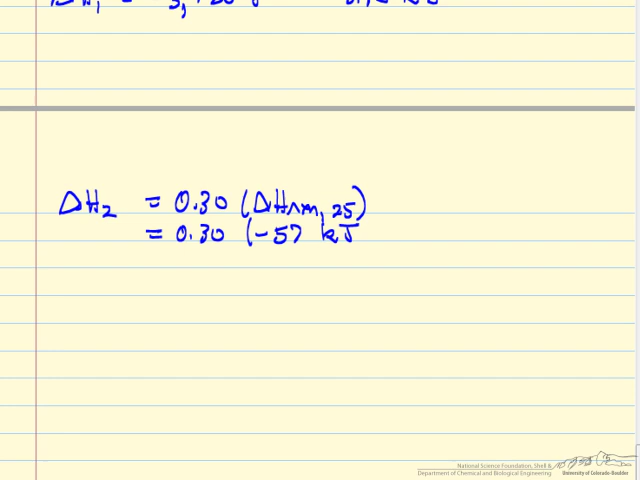 ΔH₂ = 0.30 (ΔHrxn, 25)
= 0.30 (-57 kJ
National Science Foundation, Shell &
Department of Chemical and Biological Engineering
University of Colorado-Boulder